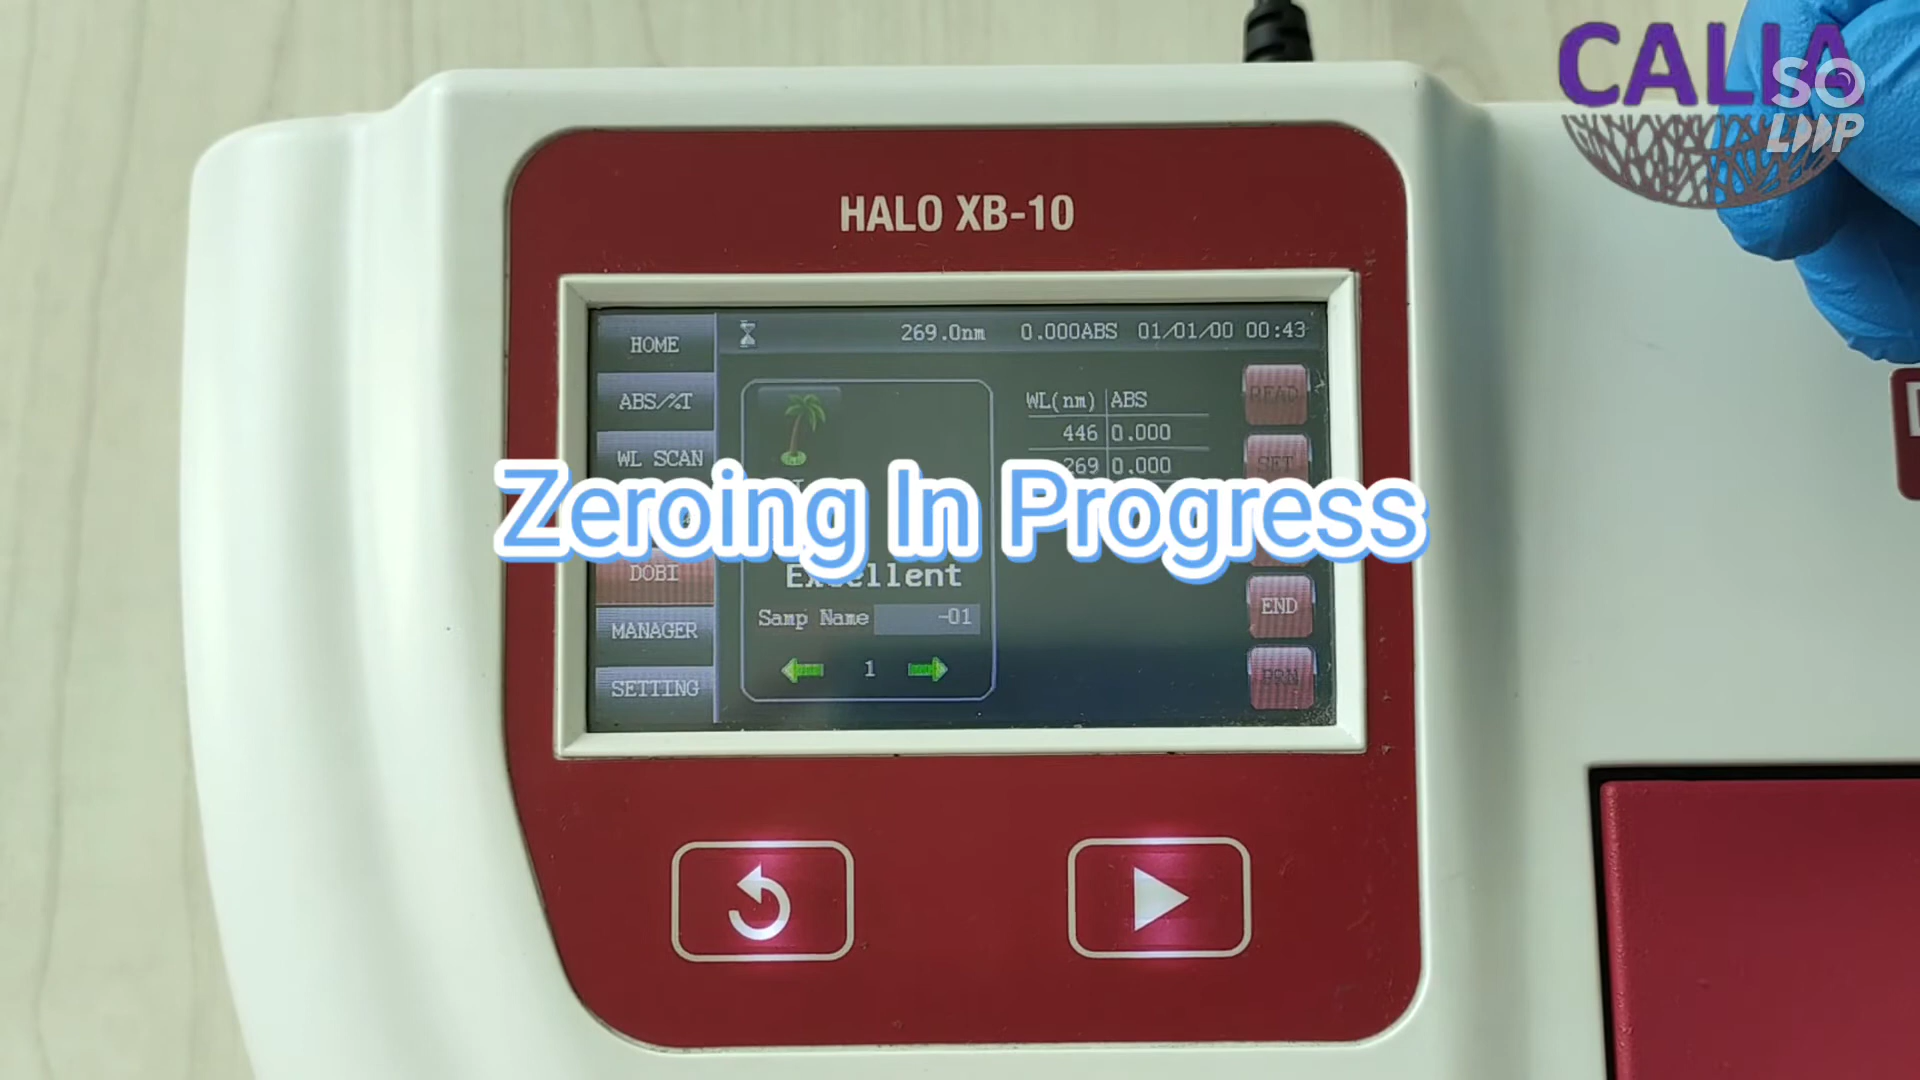 CALIA
SO
LOOP
HALO XB-10
HOME
269.0nm 0.000ABS 01/01/00 00:43
ABS/%T
WL(nm) ABS
READ
446 0.000
WL SCAN
269 0.000
SET
Zeroing In Progress
DOBI
Excellent
Samp Name -01
END
MANAGER
1
SETTING
PRN